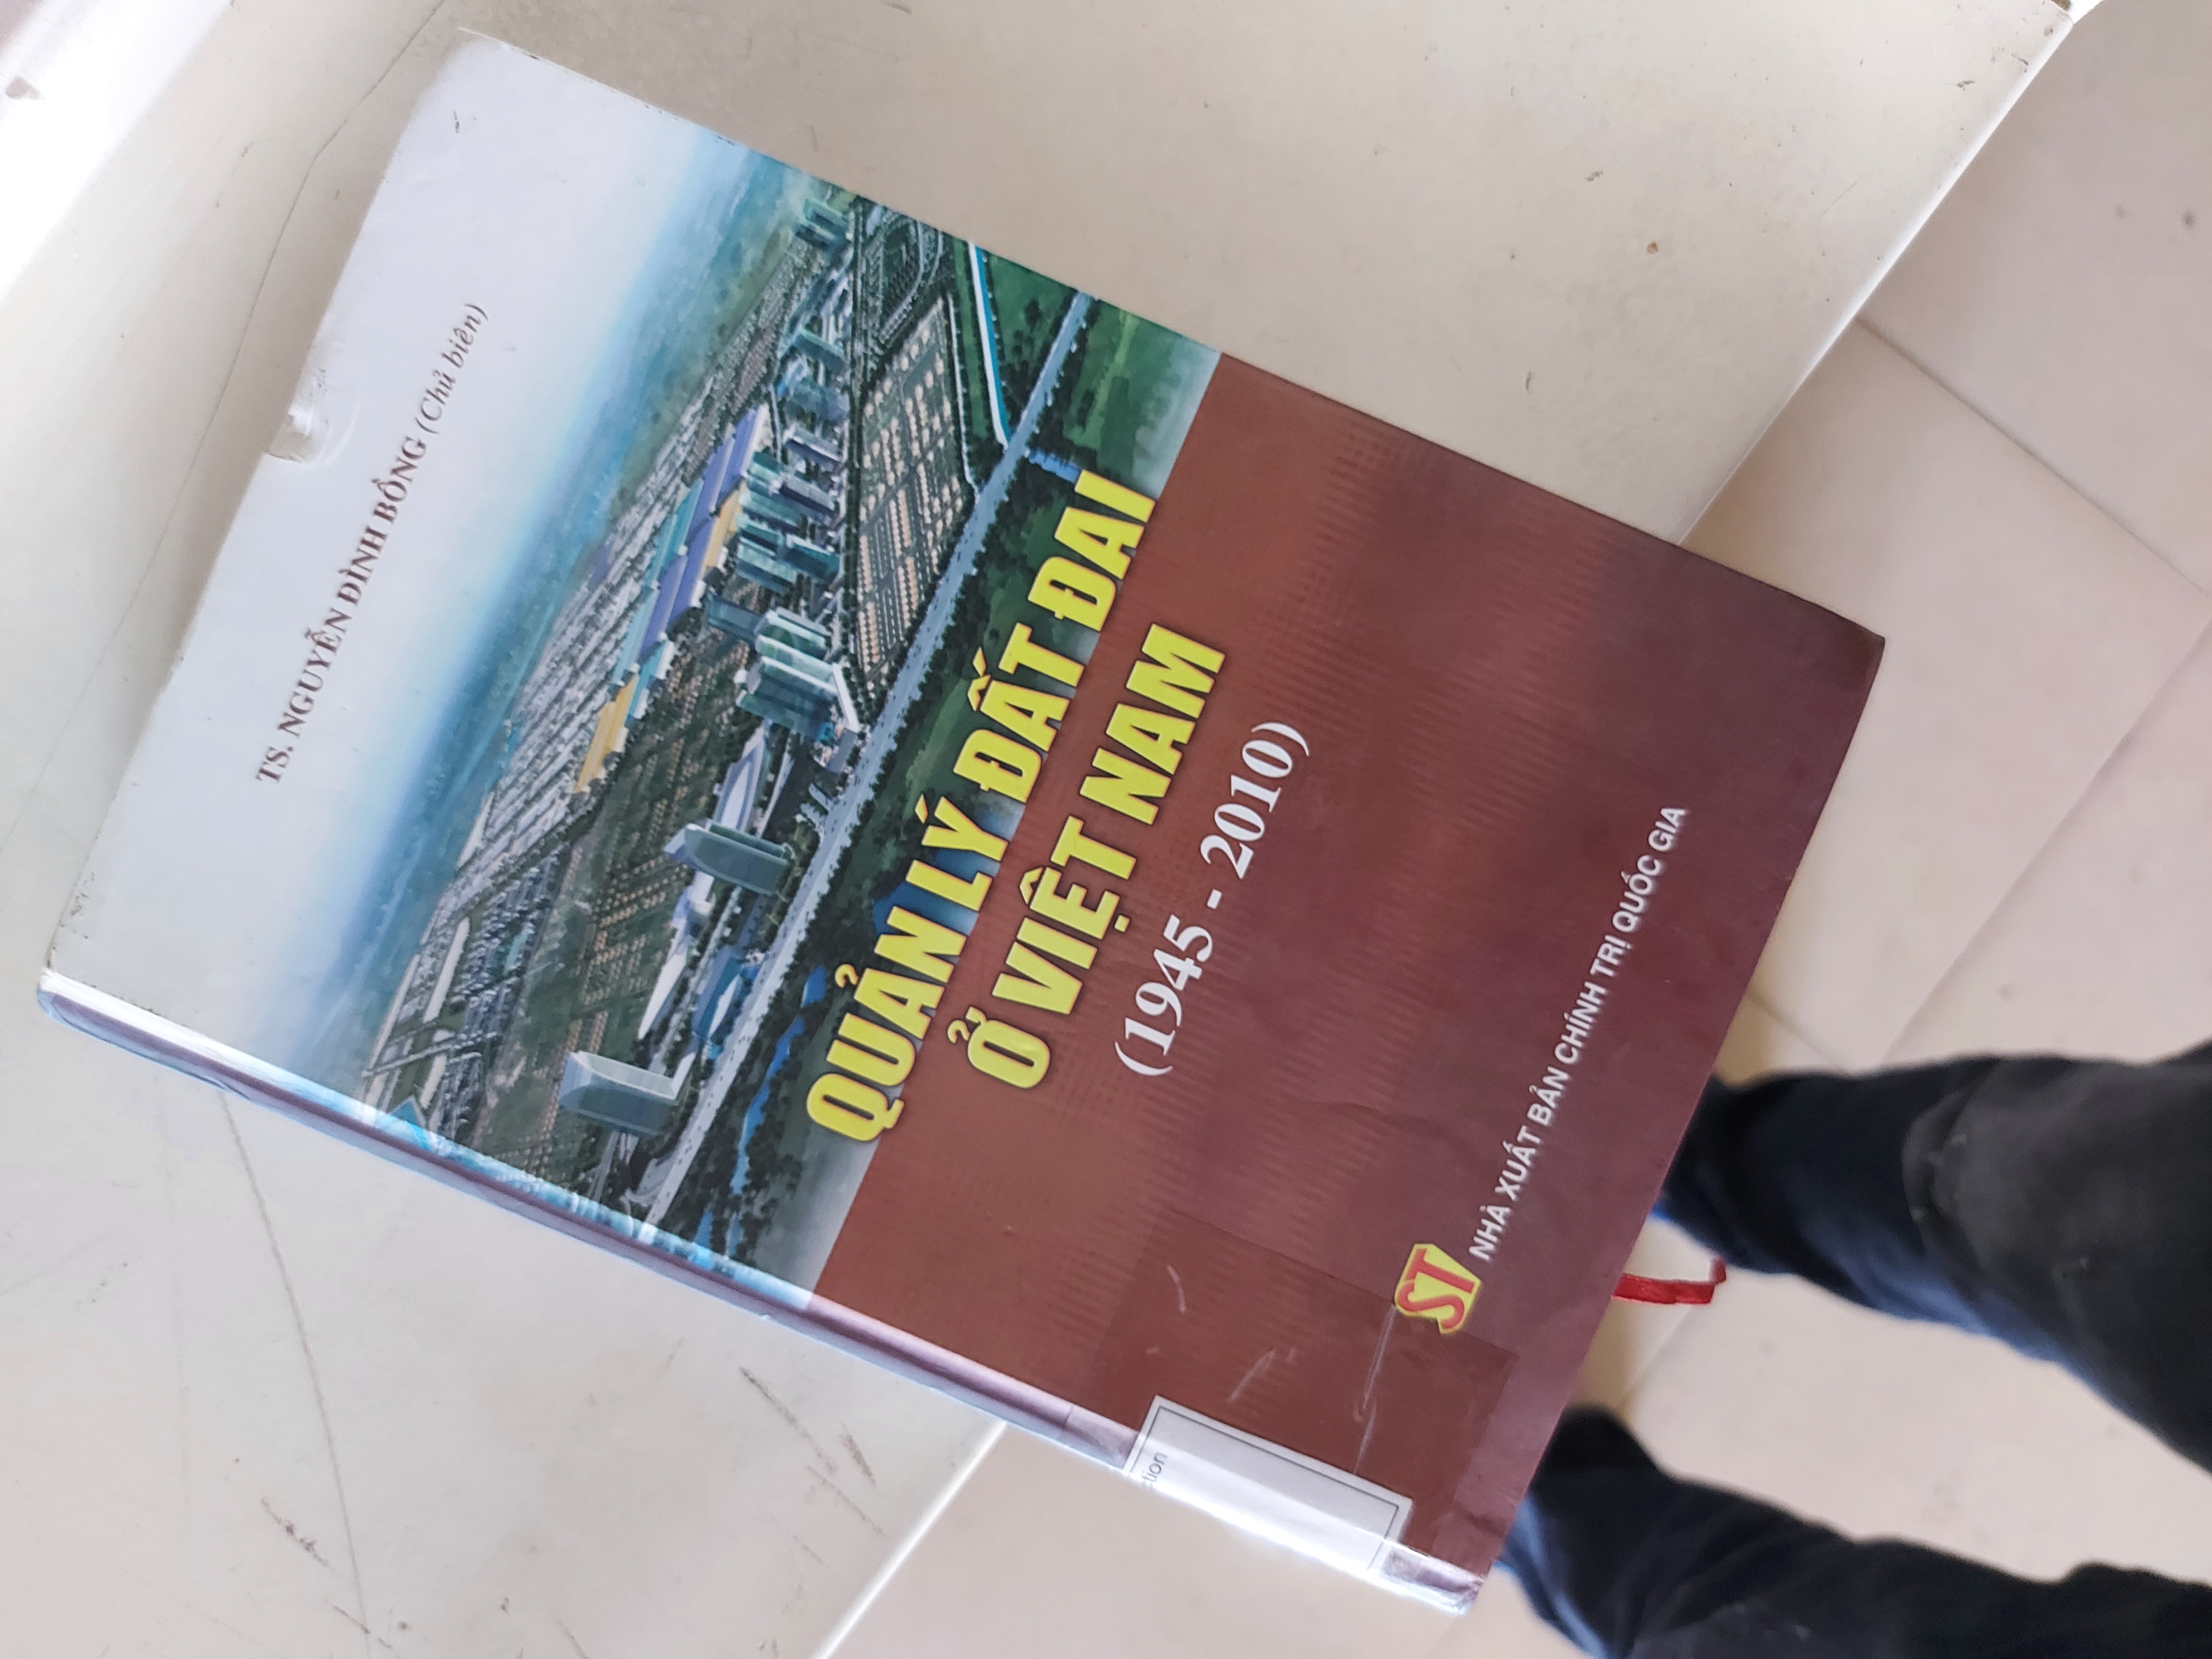 TS. NGUYỄN ĐÌNH BỒNG (Chủ biên)
QUẢN LÝ ĐẤT ĐAI
Ở VIỆT NAM
(1945 - 2010)
ction
ST
NHÀ XUẤT BẢN CHÍNH TRỊ QUỐC GIA